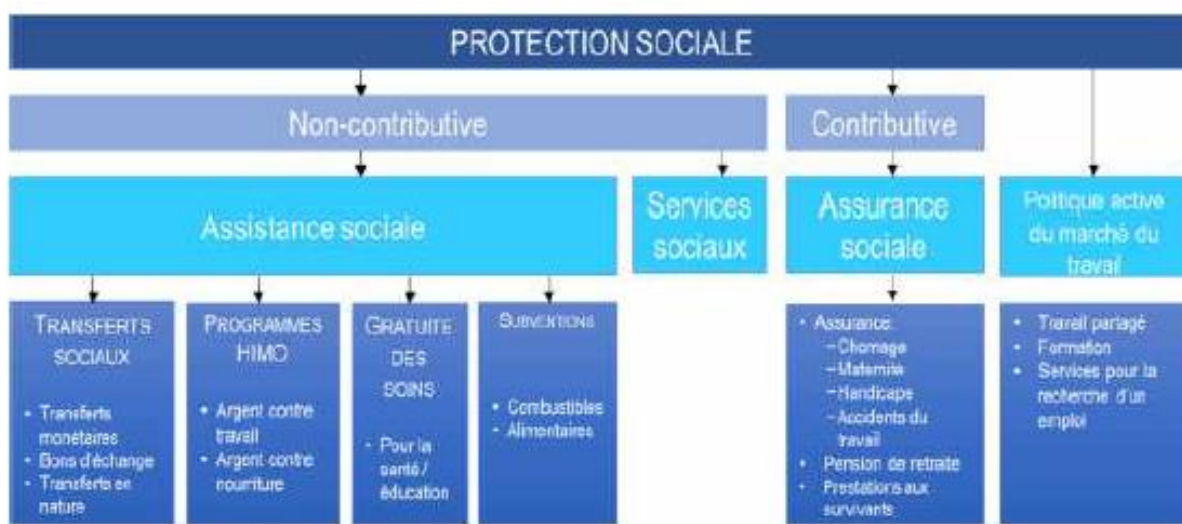 PROTECTION SOCIALE
Non-contributive
Contributive
Assistance sociale
Services
sociaux
Assurance
sociale
Politique active
du marché du
travail
TRANSFERTS
SOCIAUX
• Transferts
monétaires
• Bons d'échange
• Transferts en
nature
PROGRAMMES
HIMO
• Argent contre
travail
• Argent contre
nourriture
GRATUITE
DES
SOINS
• Pour la
santé /
éducation
SUBVENTIONS
• Combustibles
• Alimentaires
• Assurance:
– Chomage
– Maternité
– Handicape
– Accidents du
travail
• Pension de retraite
• Prestations aux
survivants
• Travail partagé
• Formation
• Services pour la
recherche d'un
emploi